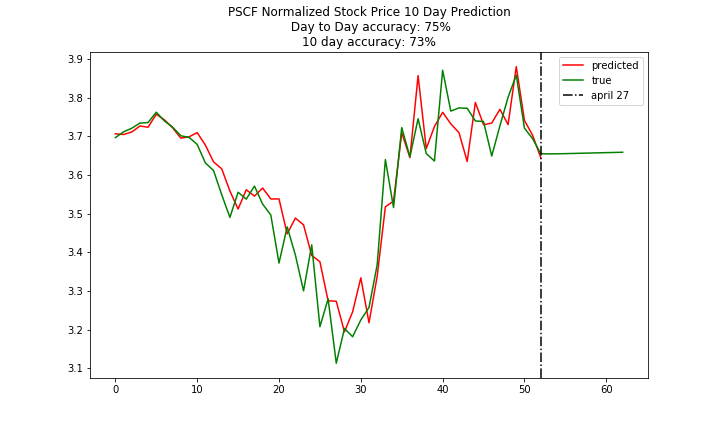 PSCF Normalized Stock Price 10 Day Prediction
Day to Day accuracy: 75%
10 day accuracy: 73%
predicted
true
april 27
3.9
3.8
3.7
3.6
3.5
3.4
3.3
3.2
3.1
0 10 20 30 40 50 60